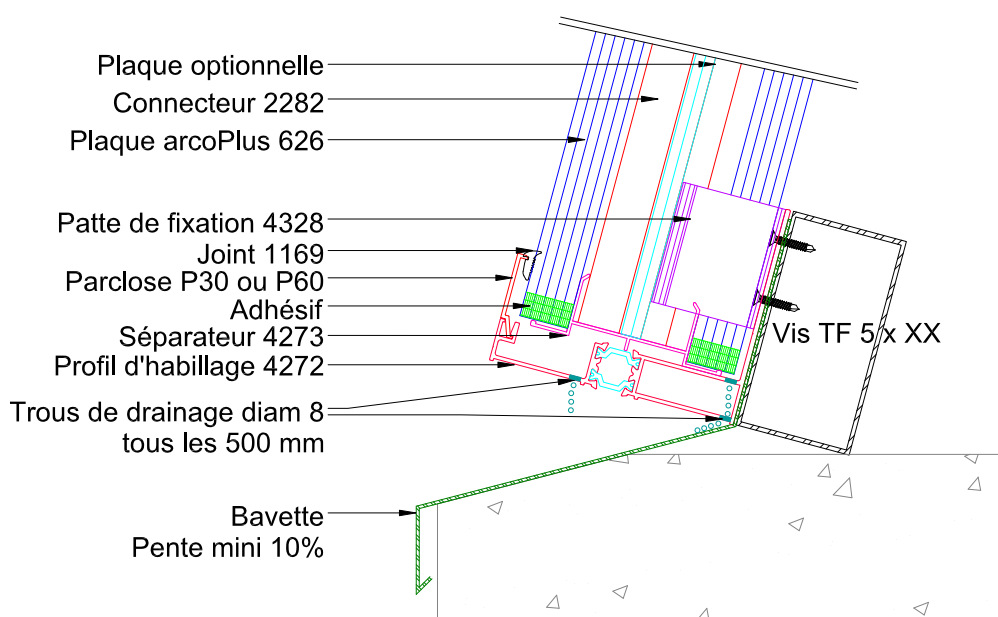 Plaque optionnelle
Connecteur 2282
Plaque arcoPlus 626
Patte de fixation 4328
Joint 1169
Parclose P30 ou P60
Adhésif
Séparateur 4273
Vis TF 5 x XX
Profil d'habillage 4272
Trous de drainage diam 8
tous les 500 mm
Bavette
Pente mini 10%